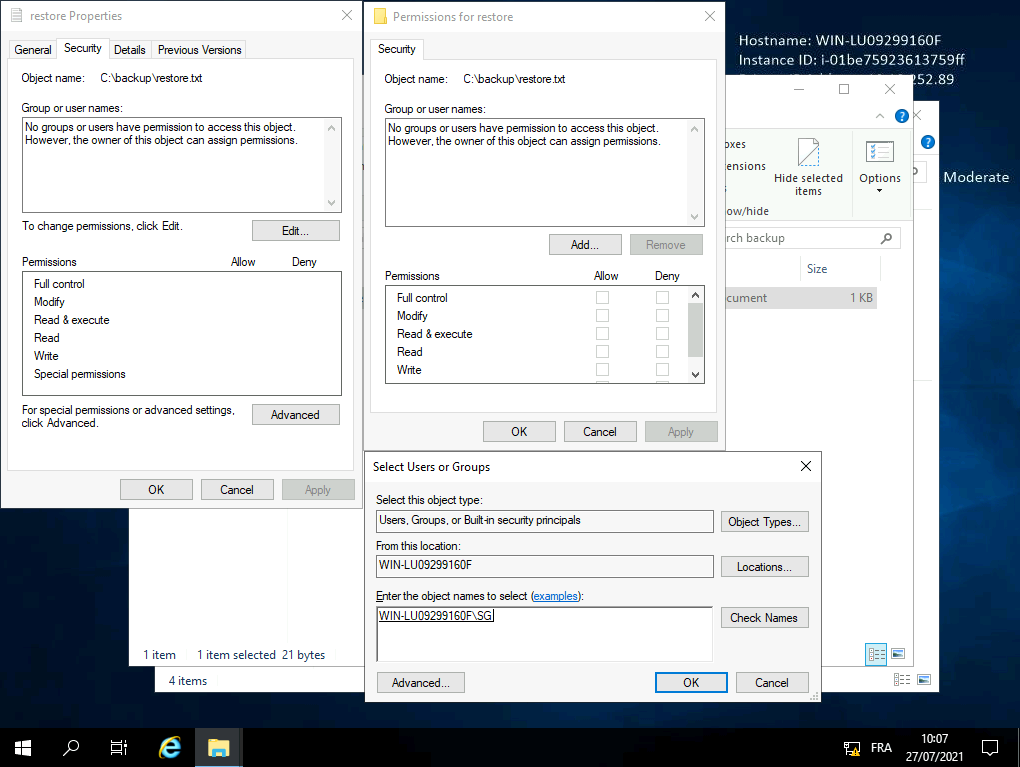 restore Properties
General
Security
Details
Previous Versions
Object name: C:\backup\restore.txt
Group or user names:
No groups or users have permission to access this object.
However, the owner of this object can assign permissions.
To change permissions, click Edit.
Edit...
Permissions Allow Deny
Full control
Modify
Read & execute
Read
Write
Special permissions
For special permissions or advanced settings,
click Advanced.
Advanced
OK
Cancel
Apply
Permissions for restore
Security
Object name: C:\backup\restore.txt
Group or user names:
No groups or users have permission to access this object.
However, the owner of this object can assign permissions.
Add...
Remove
Permissions Allow Deny
Full control
Modify
Read & execute
Read
Write
OK
Cancel
Apply
Hostname: WIN-LU09299160F
Instance ID: i-01be75923613759ff
252.89
oxes
ensions
Hide selected
items
Options
ow/hide
Moderate
rch backup
Size
cument 1 KB
Select Users or Groups
Select this object type:
Users, Groups, or Built-in security principals
Object Types...
From this location:
WIN-LU09299160F
Locations...
Enter the object names to select (examples):
WIN-LU09299160F\SG
Check Names
Advanced...
OK
Cancel
1 item 1 item selected 21 bytes
4 items
FRA
10:07
27/07/2021